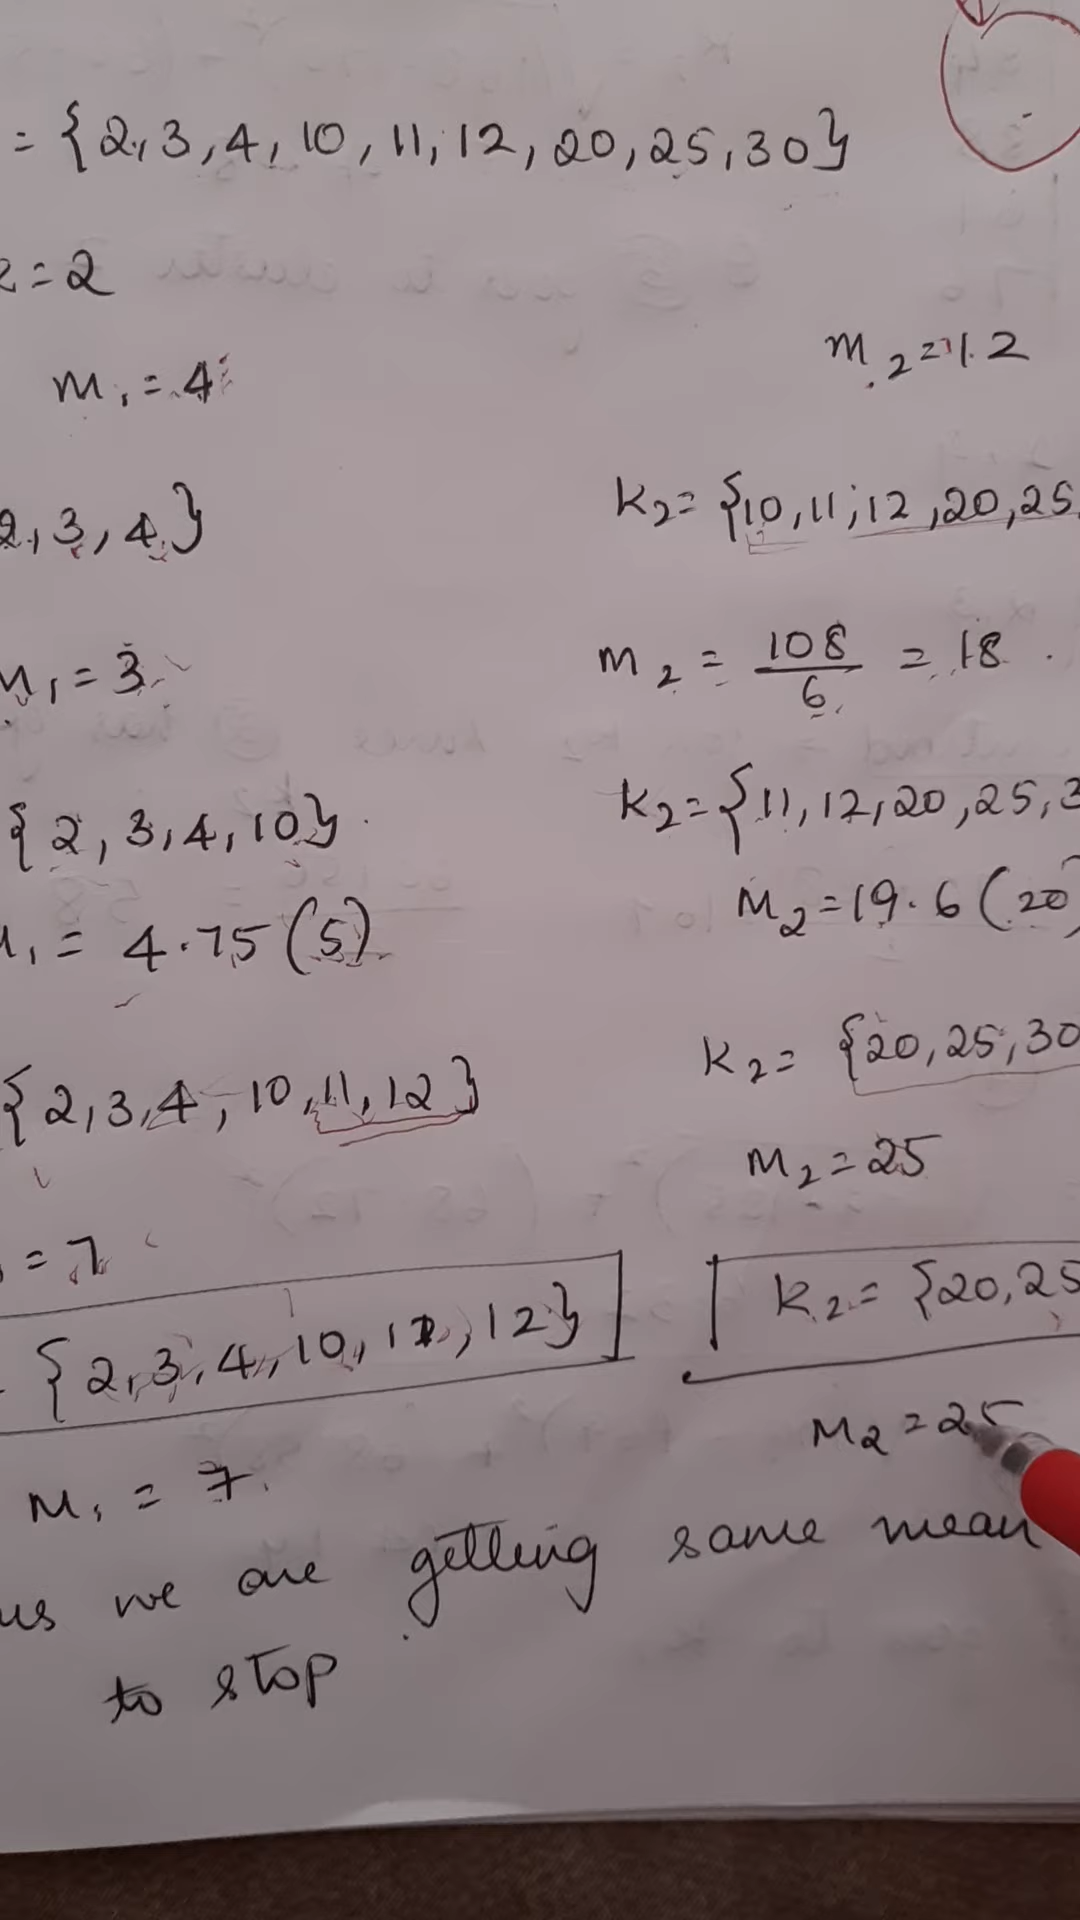 = {2, 3, 4, 10, 11, 12, 20, 25, 30}
= 2
m₁ = 4
m₂ = 12
2, 3, 4}
k₂ = {10, 11, 12, 20, 25,
m₁ = 3
m₂ = 108/6 = 18
{2, 3, 4, 10}
k₂ = {11, 12, 20, 25, 3
m₁ = 4.75 (5)
m₂ = 19.6 (20)
{2, 3, 4, 10, 11, 12}
k₂ = {20, 25, 30
m₂ = 25
= 7
{2, 3, 4, 10, 11, 12}
k₂ = {20, 25
m₁ = 7.
m₂ = 25
us we are getting same mean
to stop